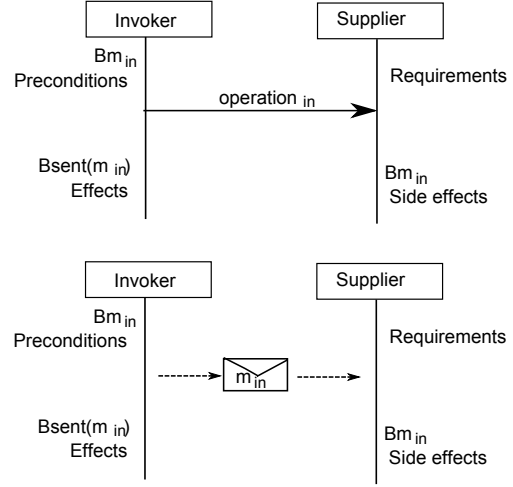 Invoker Supplier
Bm in
Preconditions Requirements
operation in
Bsent(m in)
Effects
Bm in
Side effects
Invoker Supplier
Bm in
Preconditions Requirements
m in
Bsent(m in)
Effects
Bm in
Side effects